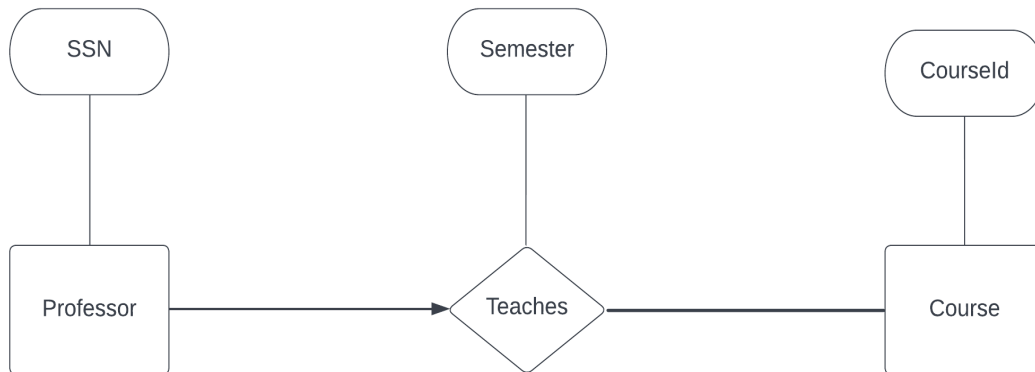 SSN
Semester
CourseId
Professor
Teaches
Course